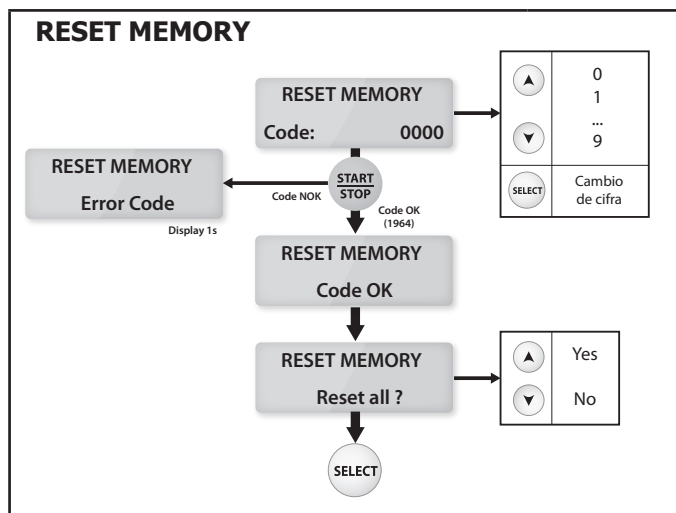 RESET MEMORY
RESET MEMORY
Code: 0000
0
1
...
9
SELECT
Cambio
de cifra
START
STOP
RESET MEMORY
Error Code
Code NOK
Display 1s
Code OK
(1964)
RESET MEMORY
Code OK
RESET MEMORY
Reset all ?
Yes
No
SELECT